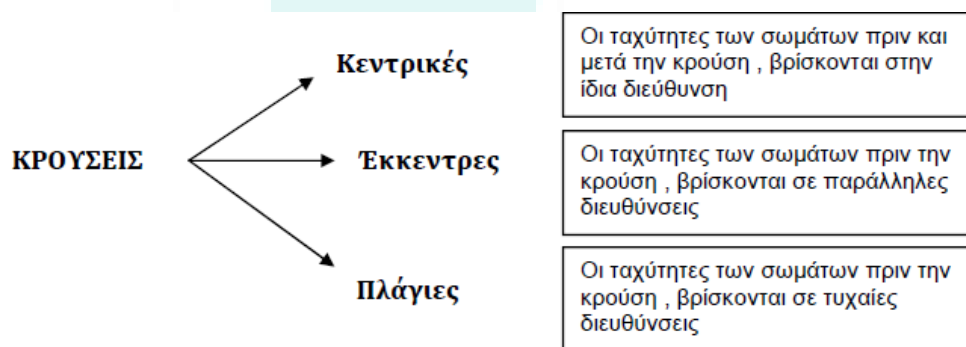 Κεντρικές
Οι ταχύτητες των σωμάτων πριν και
μετά την κρούση , βρίσκονται στην
ίδια διεύθυνση
ΚΡΟΥΣΕΙΣ
Έκκεντρες
Οι ταχύτητες των σωμάτων πριν την
κρούση , βρίσκονται σε παράλληλες
διευθύνσεις
Πλάγιες
Οι ταχύτητες των σωμάτων πριν την
κρούση , βρίσκονται σε τυχαίες
διευθύνσεις